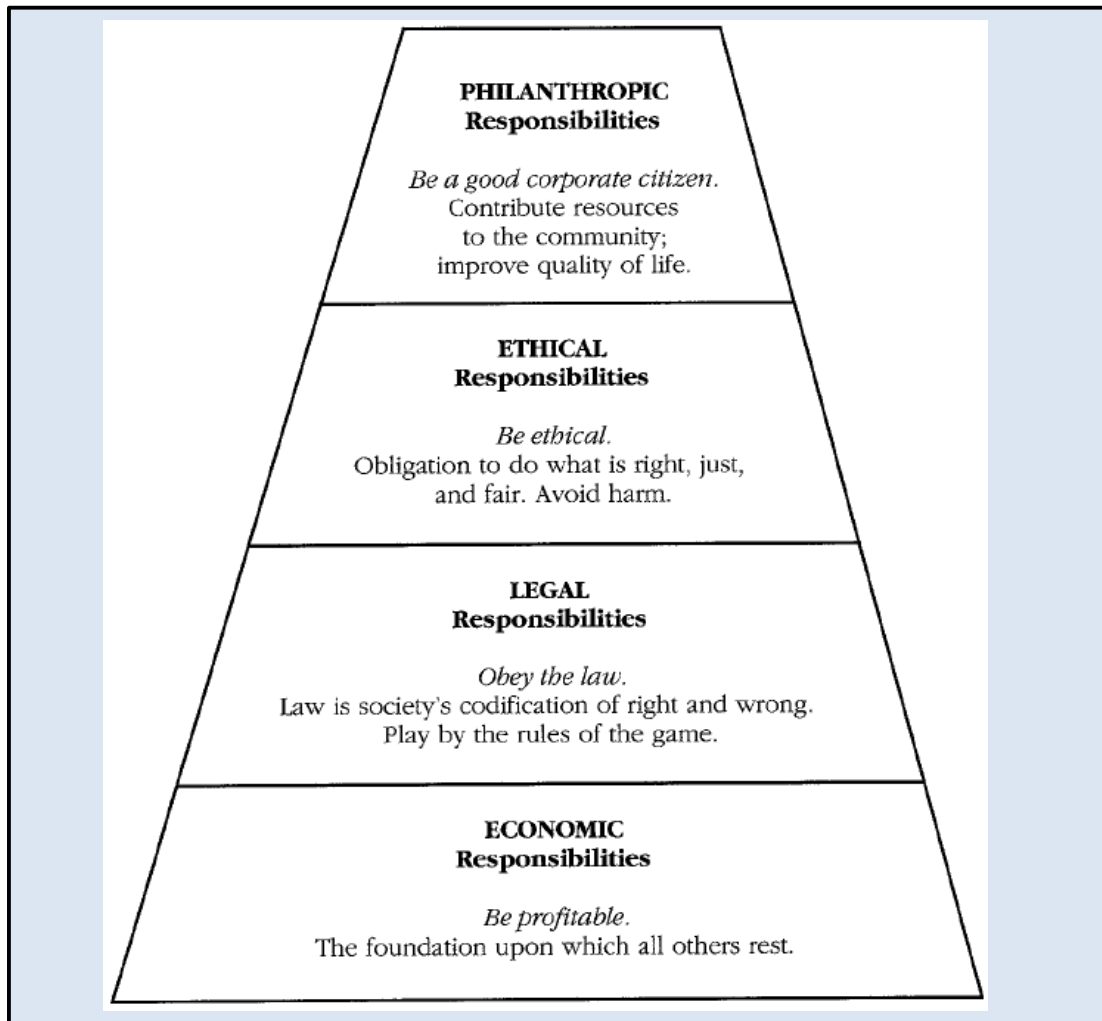 PHILANTHROPIC
Responsibilities
Be a good corporate citizen.
Contribute resources
to the community;
improve quality of life.
ETHICAL
Responsibilities
Be ethical.
Obligation to do what is right, just,
and fair. Avoid harm.
LEGAL
Responsibilities
Obey the law.
Law is society's codification of right and wrong.
Play by the rules of the game.
ECONOMIC
Responsibilities
Be profitable.
The foundation upon which all others rest.